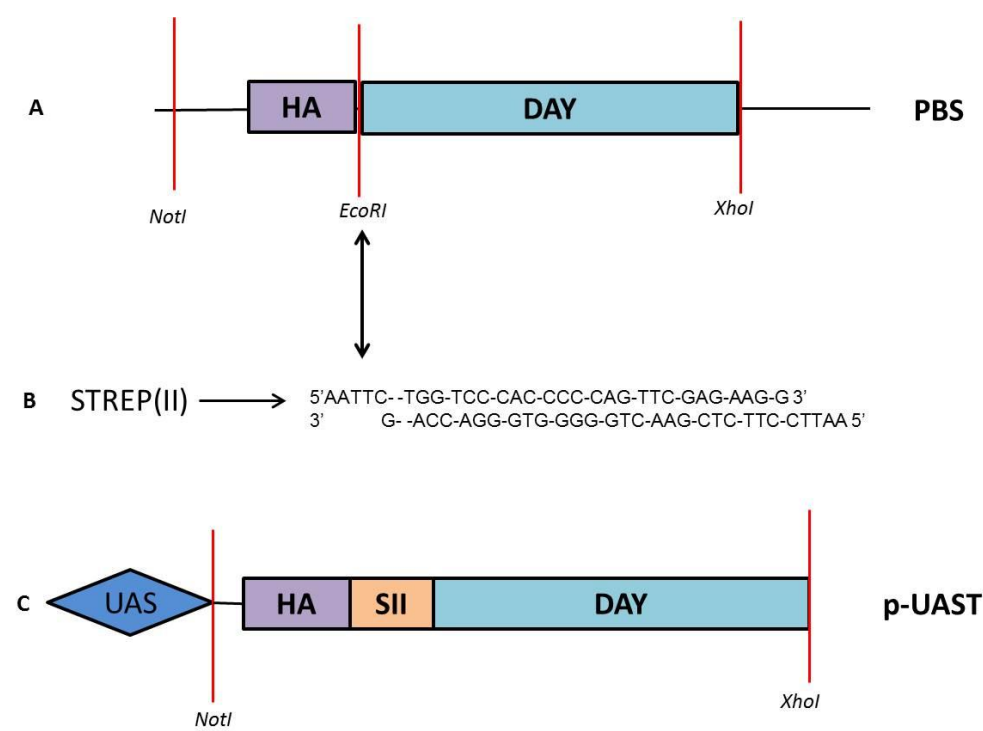 A HA DAY PBS
NotI EcoRI XhoI
B STREP(II) 5’AATTC--TGG-TCC-CAC-CCC-CAG-TTC-GAG-AAG-G 3’
3’ G--ACC-AGG-GTG-GGG-GTC-AAG-CTC-TTC-CTTAA 5’
C UAS HA SII DAY p-UAST
NotI XhoI